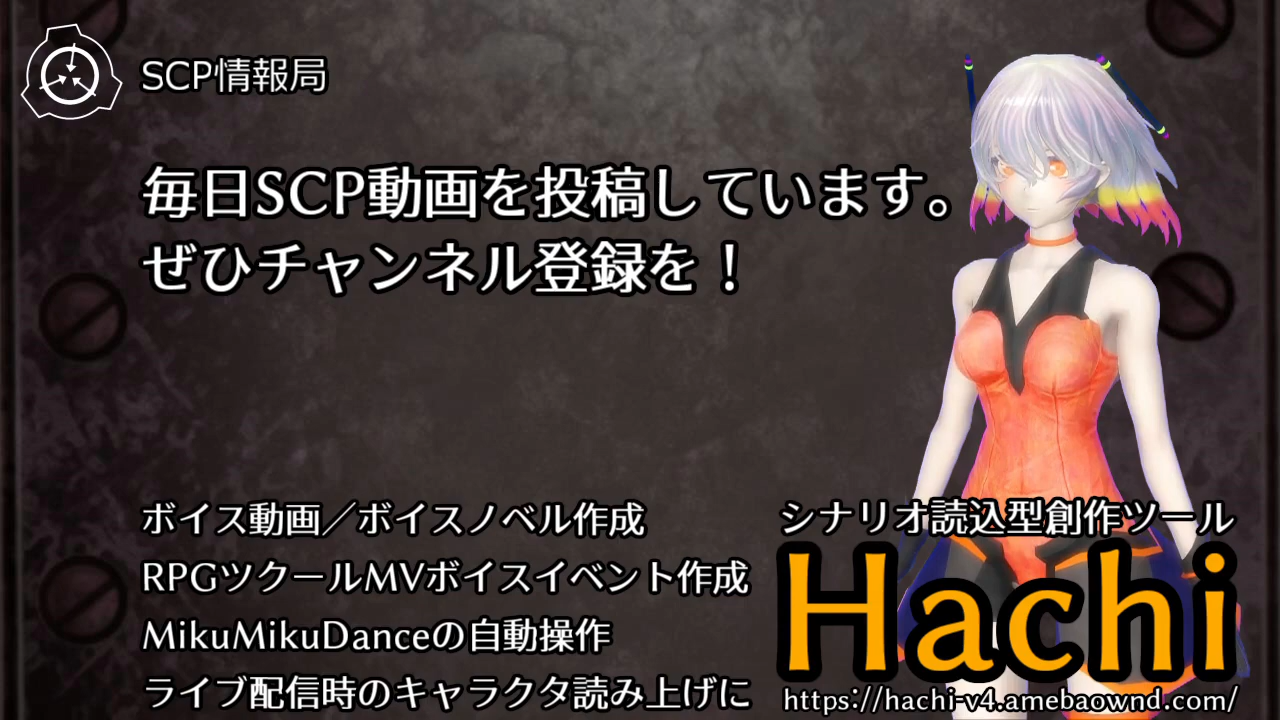 SCP情報局
毎日SCP動画を投稿しています。
ぜひチャンネル登録を！
ボイス動画／ボイスノベル作成
RPGツクールMVボイスイベント作成
MikuMikuDanceの自動操作
ライブ配信時のキャラクタ読み上げに
シナリオ読込型創作ツール
Hachi
https://hachi-v4.amebaownd.com/